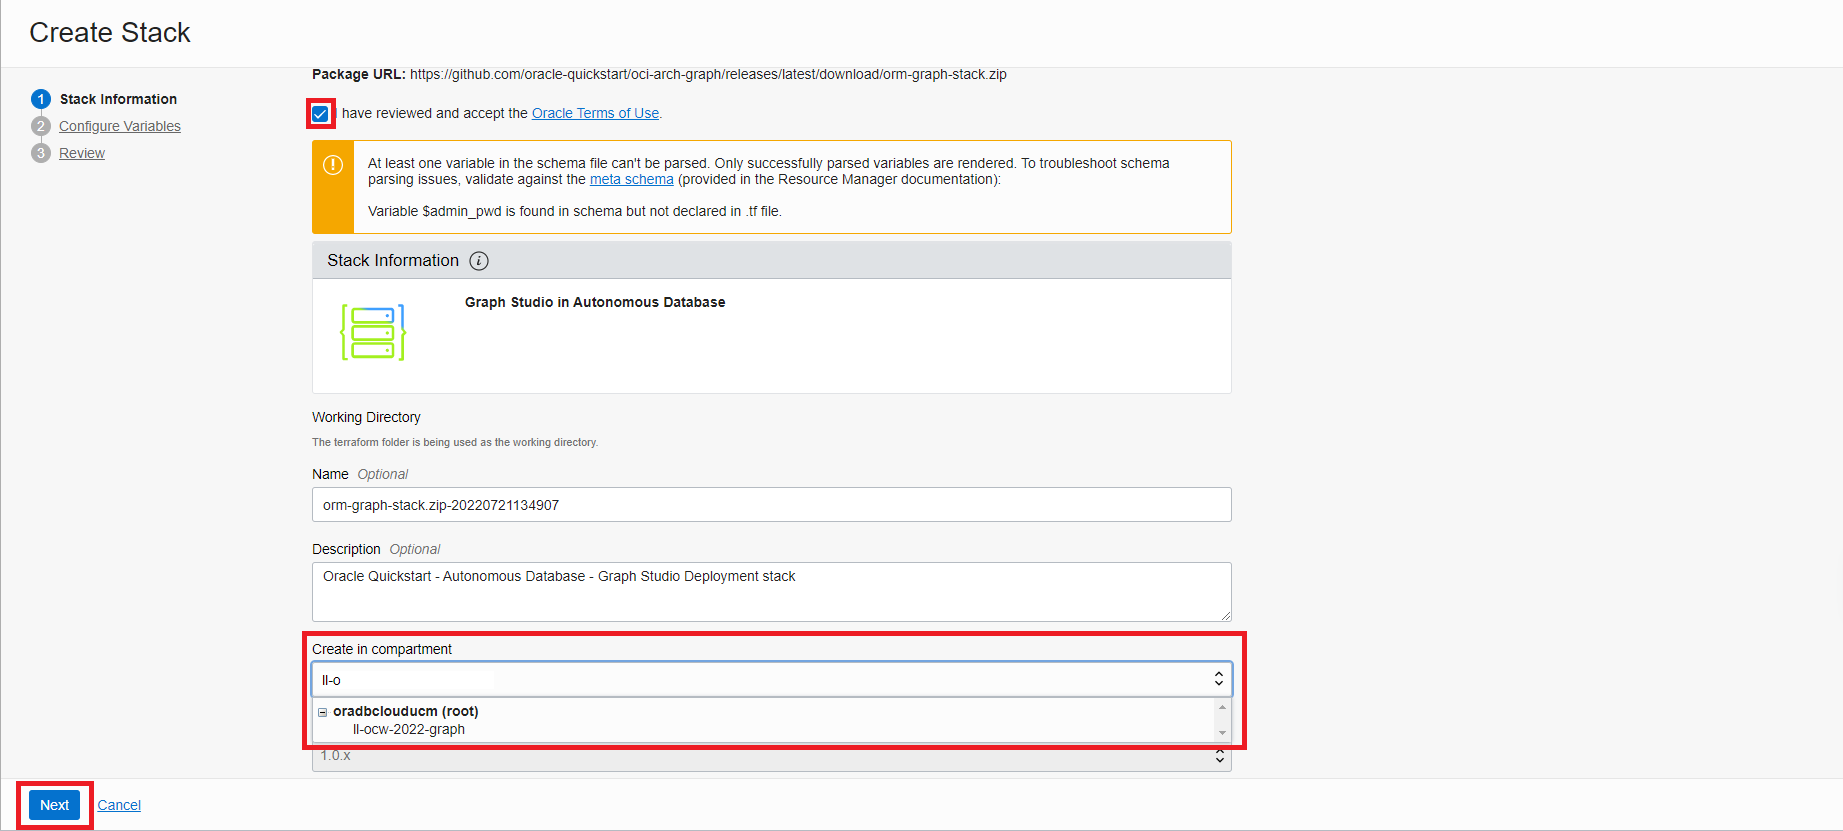 Create Stack
Package URL: https://github.com/oracle-quickstart/oci-arch-graph/releases/latest/download/orm-graph-stack.zip
1 Stack Information
2 Configure Variables
3 Review
I have reviewed and accept the Oracle Terms of Use.
At least one variable in the schema file can't be parsed. Only successfully parsed variables are rendered. To troubleshoot schema
parsing issues, validate against the meta schema (provided in the Resource Manager documentation):
Variable $admin_pwd is found in schema but not declared in .tf file.
Stack Information
Graph Studio in Autonomous Database
Working Directory
The terraform folder is being used as the working directory.
Name Optional
orm-graph-stack.zip-20220721134907
Description Optional
Oracle Quickstart - Autonomous Database - Graph Studio Deployment stack
Create in compartment
ll-o
oradbclouducm (root)
ll-ocw-2022-graph
1.0.x
Next Cancel